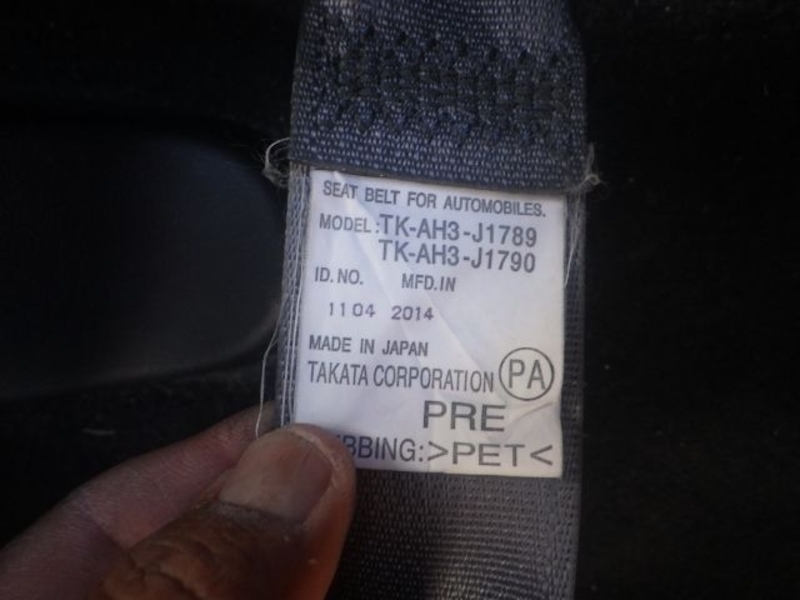 SEAT BELT FOR AUTOMOBILES.
MODEL:TK-AH3-J1789
TK-AH3-J1790
ID.NO. MFD.IN
1104 2014
MADE IN JAPAN
TAKATA CORPORATION PA
PRE
BBING:>PET<